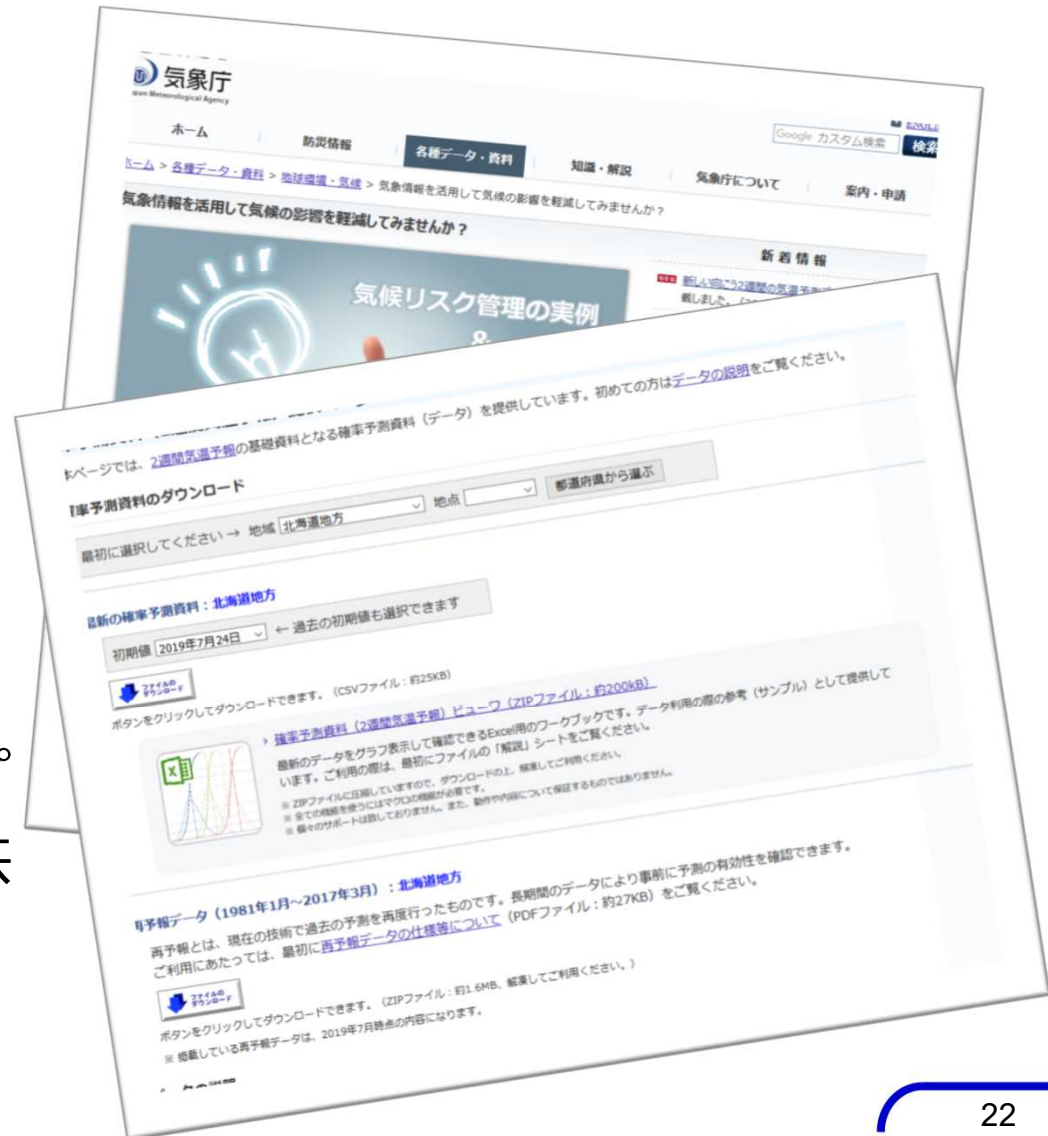 気象庁
Japan Meteorological Agency
ENGLI
Google カスタム検索 検索
ホーム 防災情報 各種データ・資料 知識・解説 気象庁について 案内・申請
ホーム > 各種データ・資料 > 地球環境・気候 > 気象情報を活用して気候の影響を軽減してみませんか?
気象情報を活用して気候の影響を軽減してみませんか?
新着情報
気候リスク管理の実例
&
本ページでは、2週間気温予報の基礎資料となる確率予測資料(データ)を提供しています。初めての方はデータの説明をご覧ください。
確率予測資料のダウンロード
最初に選択してください→ 地域 北海道地方 地点 都道府県から選ぶ
最新の確率予測資料:北海道地方
初期値 2019年7月24日 ← 過去の初期値も選択できます
ファイルの
ダウンロード
ボタンをクリックしてダウンロードできます。(CSVファイル:約25KB)
確率予測資料(2週間気温予報)ビューワ(ZIPファイル:約200kB)
最新のデータをグラフ表示して確認できるExcel用のワークブックです。データ利用の際の参考(サンプル)として提供して
います。ご利用の際は、最初にファイルの「解説」シートをご覧ください。
※ ZIPファイルに圧縮していますので、ダウンロードの上、解凍してご利用ください。
※ 全ての機能を使うにはマクロの機能が必要です。
※ 個々のサポートは致しておりません。また、動作や内容について保証するものではありません。
再予報データ(1981年1月~2017年3月):北海道地方
再予報とは、現在の技術で過去の予測を再度行ったものです。長期間のデータにより事前に予測の有効性を確認できます。
ご利用にあたっては、最初に再予報データの仕様等について(PDFファイル:約27KB)をご覧ください。
ファイルの
ダウンロード
ボタンをクリックしてダウンロードできます。(ZIPファイル:約1.6MB、解凍してご利用ください。)
※ 掲載している再予報データは、2019年7月時点の内容になります。
。
22